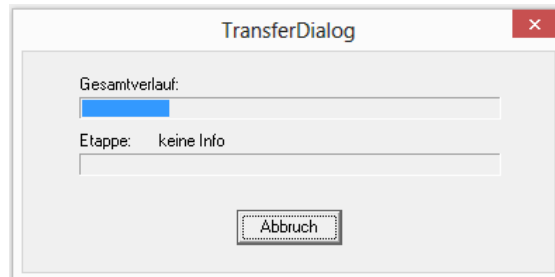 TransferDialog
Gesamtverlauf:
Etappe: keine Info
Abbruch